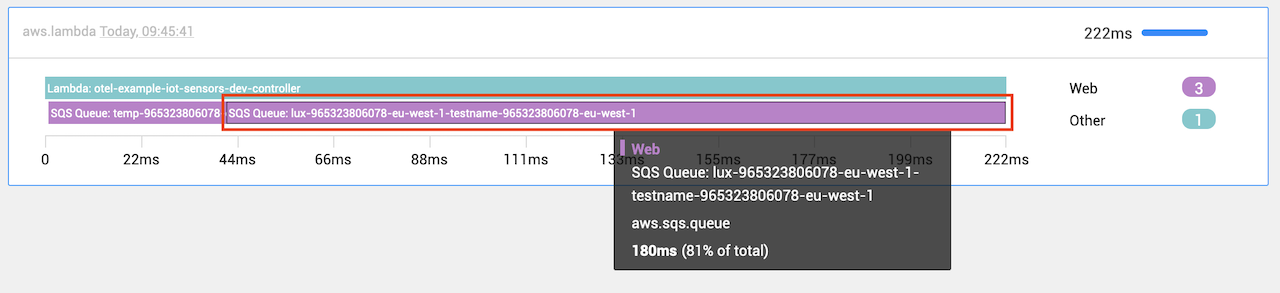 aws.lambda Today, 09:45:41
222ms
Lambda: otel-example-iot-sensors-dev-controller
Web 3
SQS Queue: temp-965323806078
SQS Queue: lux-965323806078-eu-west-1-testname-965323806078-eu-west-1
Other 1
0 22ms 44ms 66ms 88ms 111ms 133ms 155ms 177ms 199ms 222ms
Web
SQS Queue: lux-965323806078-eu-west-1-
testname-965323806078-eu-west-1
aws.sqs.queue
180ms (81% of total)